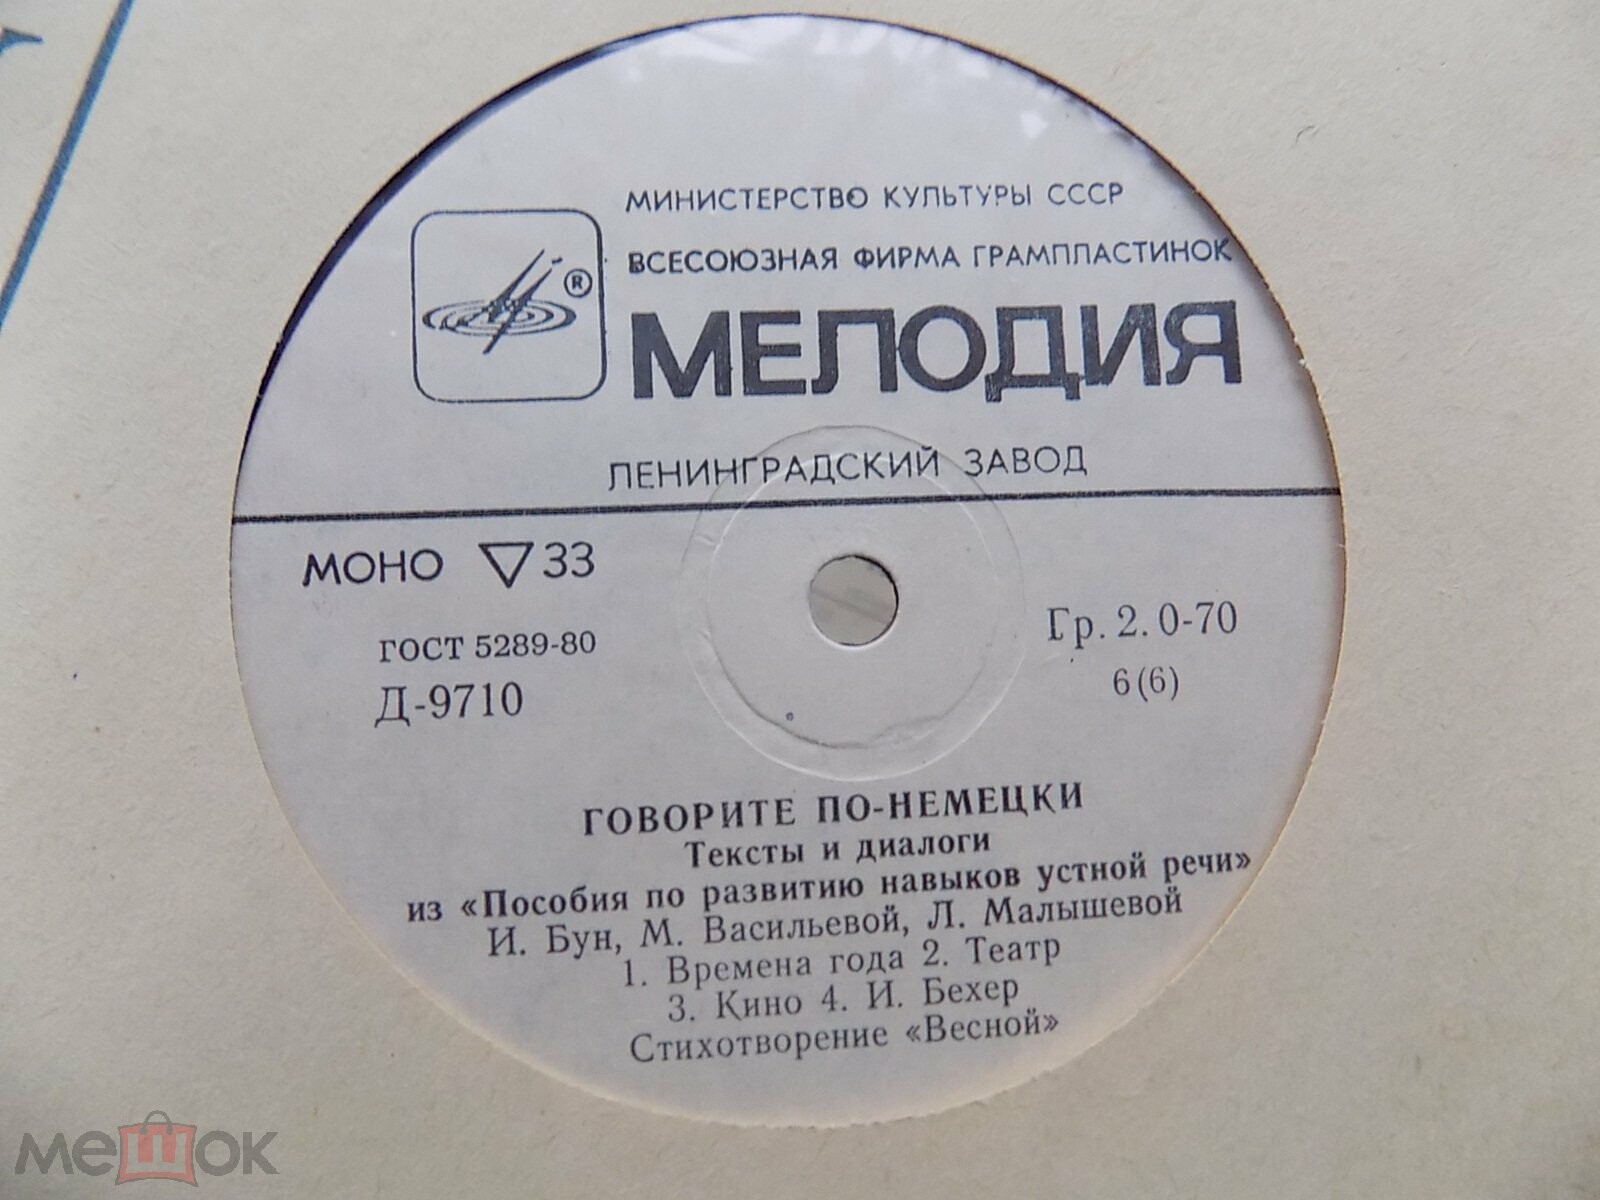 МИНИСТЕРСТВО КУЛЬТУРЫ СССР
ВСЕСОЮЗНАЯ ФИРМА ГРАМПЛАСТИНОК
®
МЕЛОДИЯ
ЛЕНИНГРАДСКИЙ ЗАВОД
МОНО ▽ 33
ГОСТ 5289-80
Д-9710
Гр. 2. 0-70
6(6)
ГОВОРИТЕ ПО-НЕМЕЦКИ
Тексты и диалоги
из «Пособия по развитию навыков устной речи»
И. Бун, М. Васильевой, Л. Малышевой
1. Времена года 2. Театр
3. Кино 4. И. Бехер
Стихотворение «Весной»
мешок